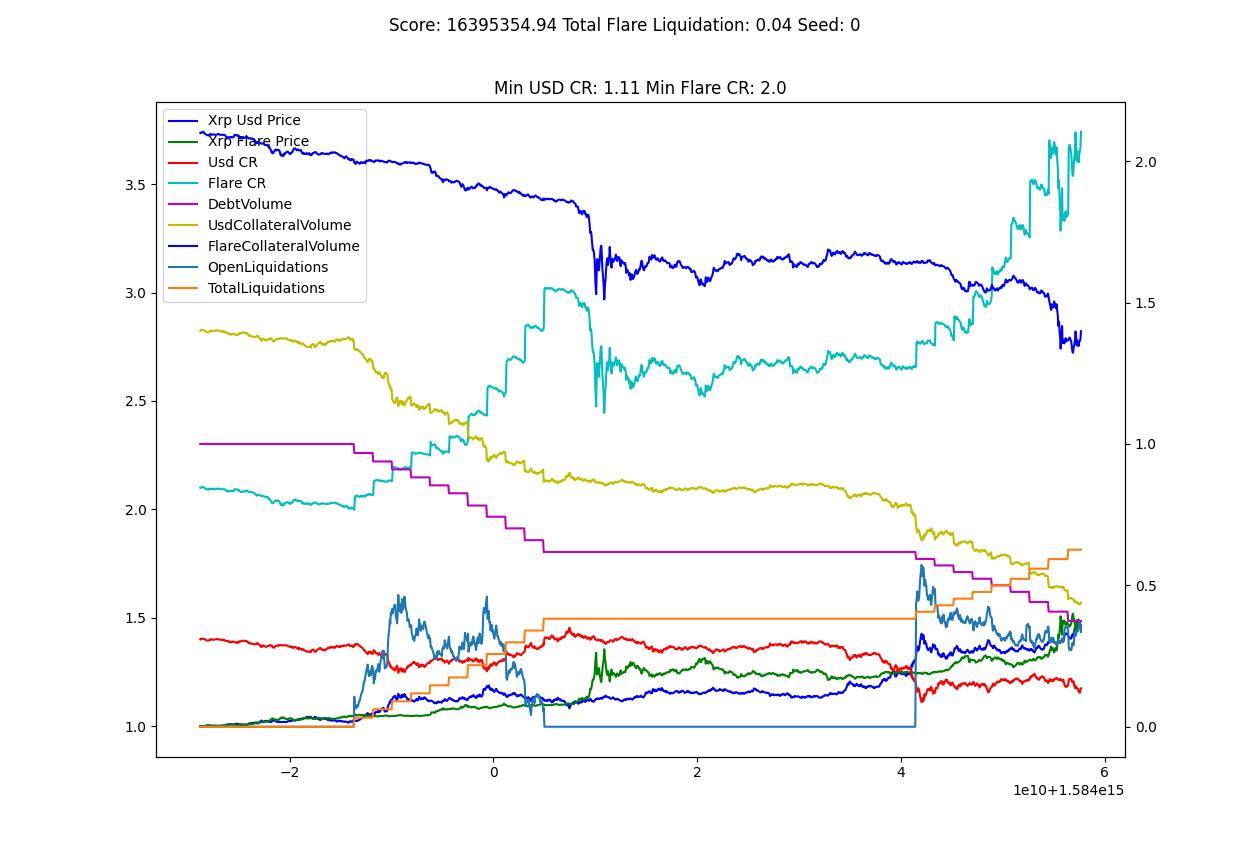 Score: 16395354.94 Total Flare Liquidation: 0.04 Seed: 0
Min USD CR: 1.11 Min Flare CR: 2.0
Xrp Usd Price
Xrp Flare Price
Usd CR
Flare CR
DebtVolume
UsdCollateralVolume
FlareCollateralVolume
OpenLiquidations
TotalLiquidations
3.5
3.0
2.5
2.0
1.5
1.0
2.0
1.5
1.0
0.5
0.0
−2
0
2
4
6
1e10+1.584e15